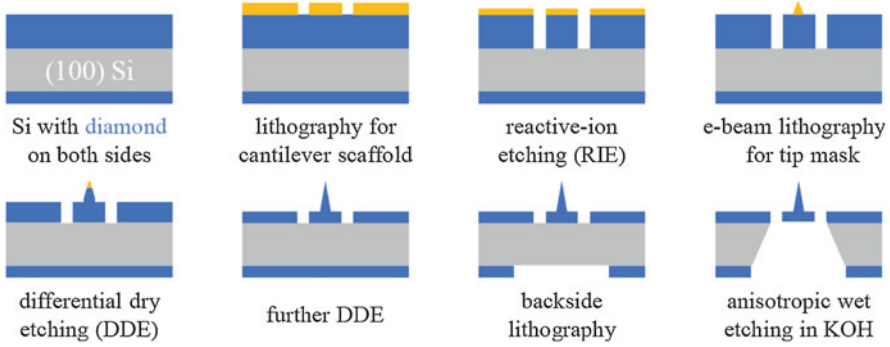 (100) Si
Si with diamond
on both sides
lithography for
cantilever scaffold
reactive-ion
etching (RIE)
e-beam lithography
for tip mask
differential dry
etching (DDE)
further DDE
backside
lithography
anisotropic wet
etching in KOH